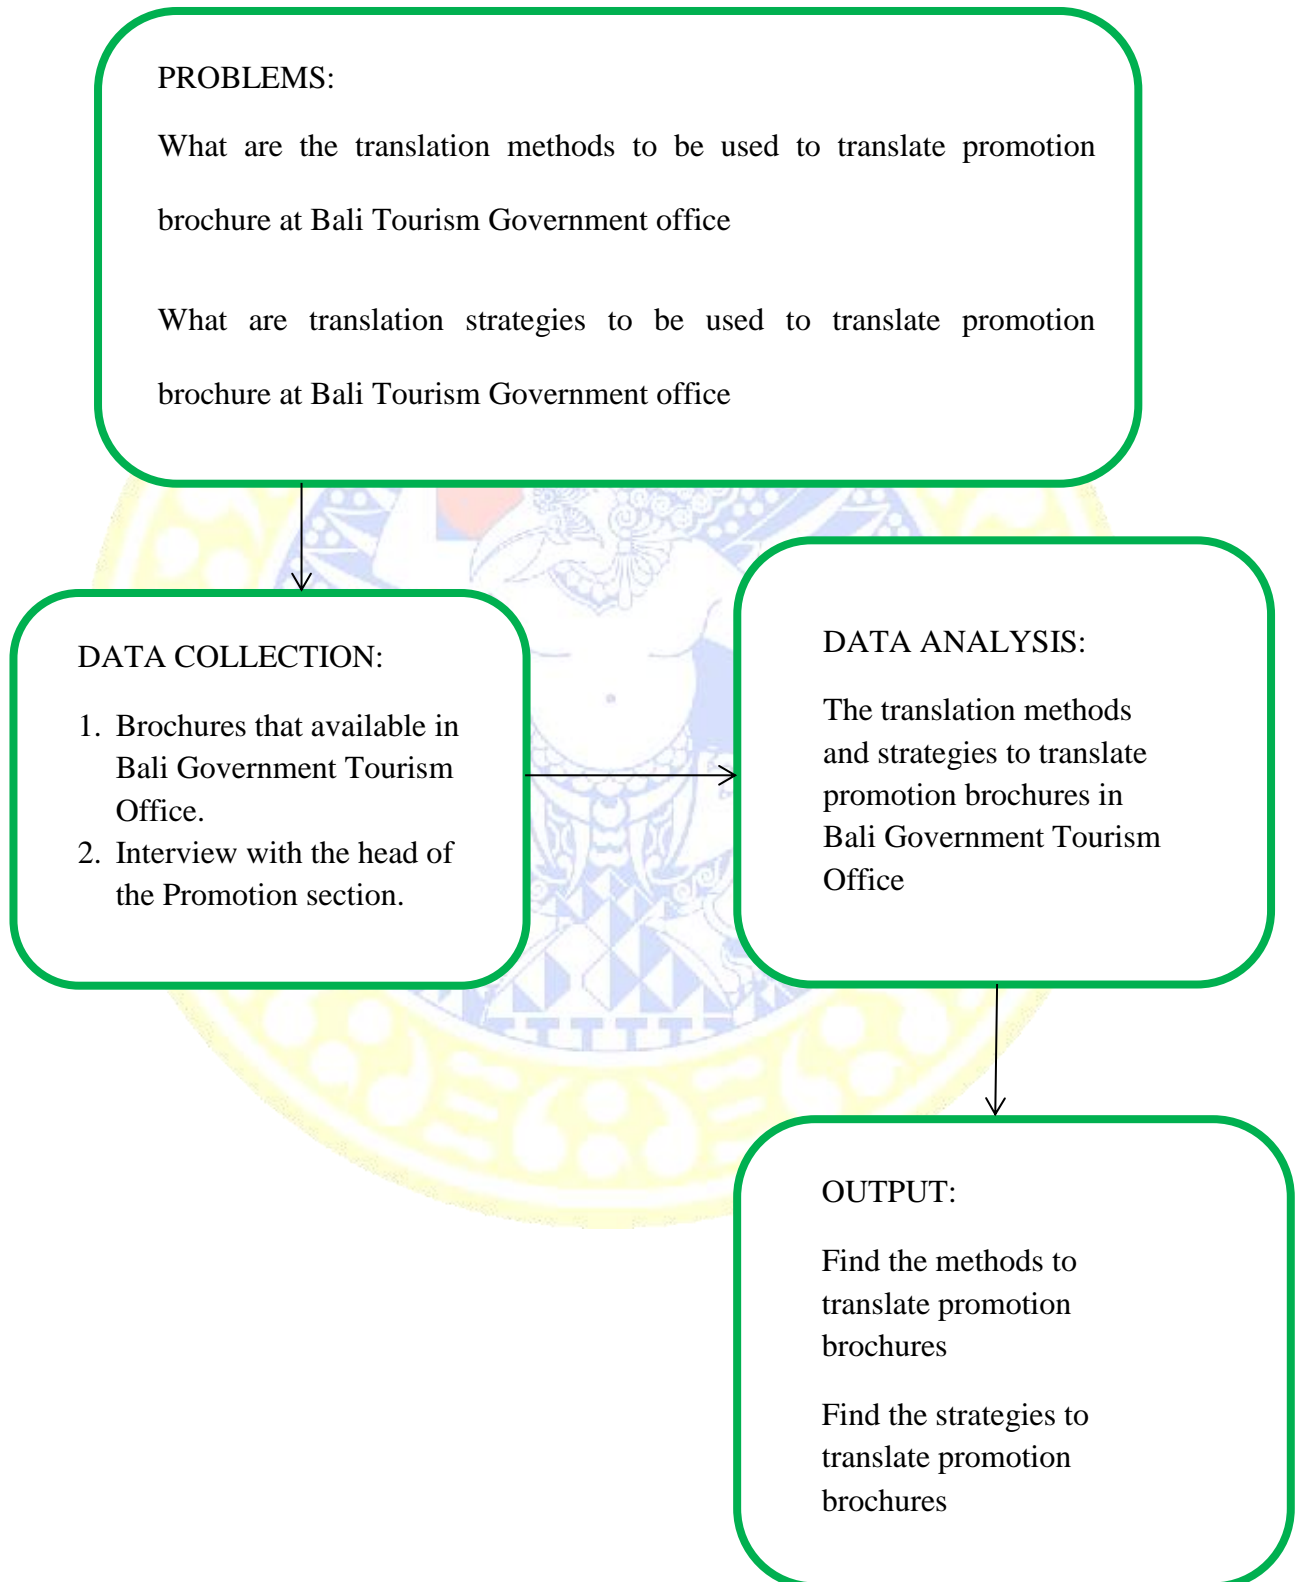 PROBLEMS:
What are the translation methods to be used to translate promotion
brochure at Bali Tourism Government office
What are translation strategies to be used to translate promotion
brochure at Bali Tourism Government office
DATA COLLECTION:
1. Brochures that available in
Bali Government Tourism
Office.
2. Interview with the head of
the Promotion section.
DATA ANALYSIS:
The translation methods
and strategies to translate
promotion brochures in
Bali Government Tourism
Office
OUTPUT:
Find the methods to
translate promotion
brochures
Find the strategies to
translate promotion
brochures